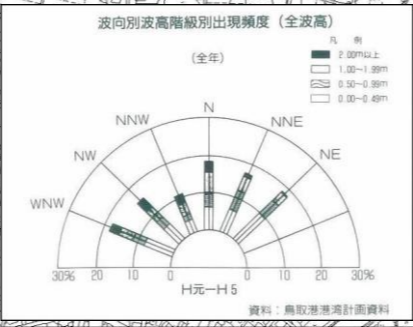 波向別波高階級別出現頻度(全波高)
凡 例
2.00m以上
1.00~1.99m
0.50~0.99m
0.00~0.49m
(全年)
N
NNW
NNE
NW
NE
WNW
30% 20 10 0 0 10 20 30%
H元-H5
資料:鳥取港港湾計画資料